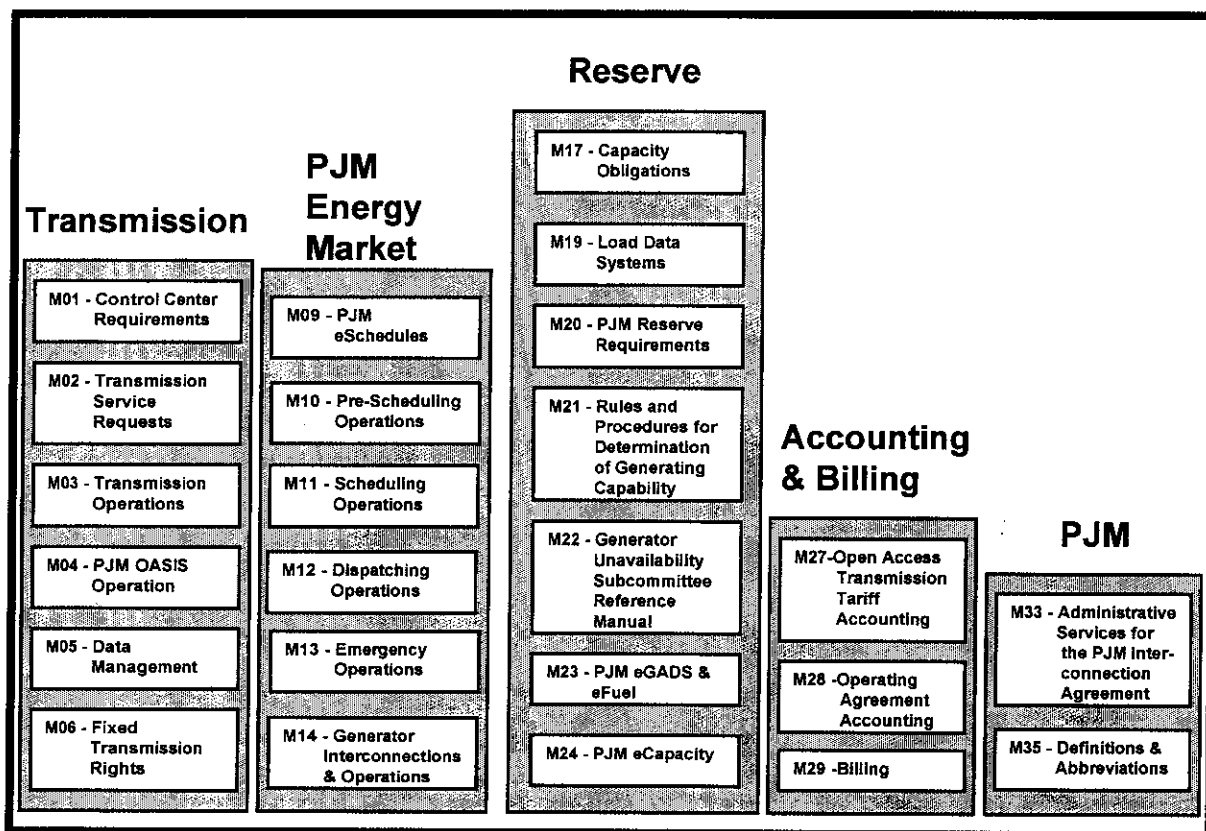 Transmission
M01 - Control Center
Requirements
M02 - Transmission
Service
Requests
M03 - Transmission
Operations
M04 - PJM OASIS
Operation
M05 - Data
Management
M06 - Fixed
Transmission
Rights
PJM
Energy
Market
M09 - PJM
eSchedules
M10 - Pre-Scheduling
Operations
M11 - Scheduling
Operations
M12 - Dispatching
Operations
M13 - Emergency
Operations
M14 - Generator
Interconnections
& Operations
Reserve
M17 - Capacity
Obligations
M19 - Load Data
Systems
M20 - PJM Reserve
Requirements
M21 - Rules and
Procedures for
Determination
of Generating
Capability
M22 - Generator
Unavailability
Subcommittee
Reference
Manual
M23 - PJM eGADS &
eFuel
M24 - PJM eCapacity
Accounting
& Billing
M27-Open Access
Transmission
Tariff
Accounting
M28 -Operating
Agreement
Accounting
M29 -Billing
PJM
M33 - Administrative
Services for
the PJM Inter-
connection
Agreement
M35 - Definitions &
Abbreviations